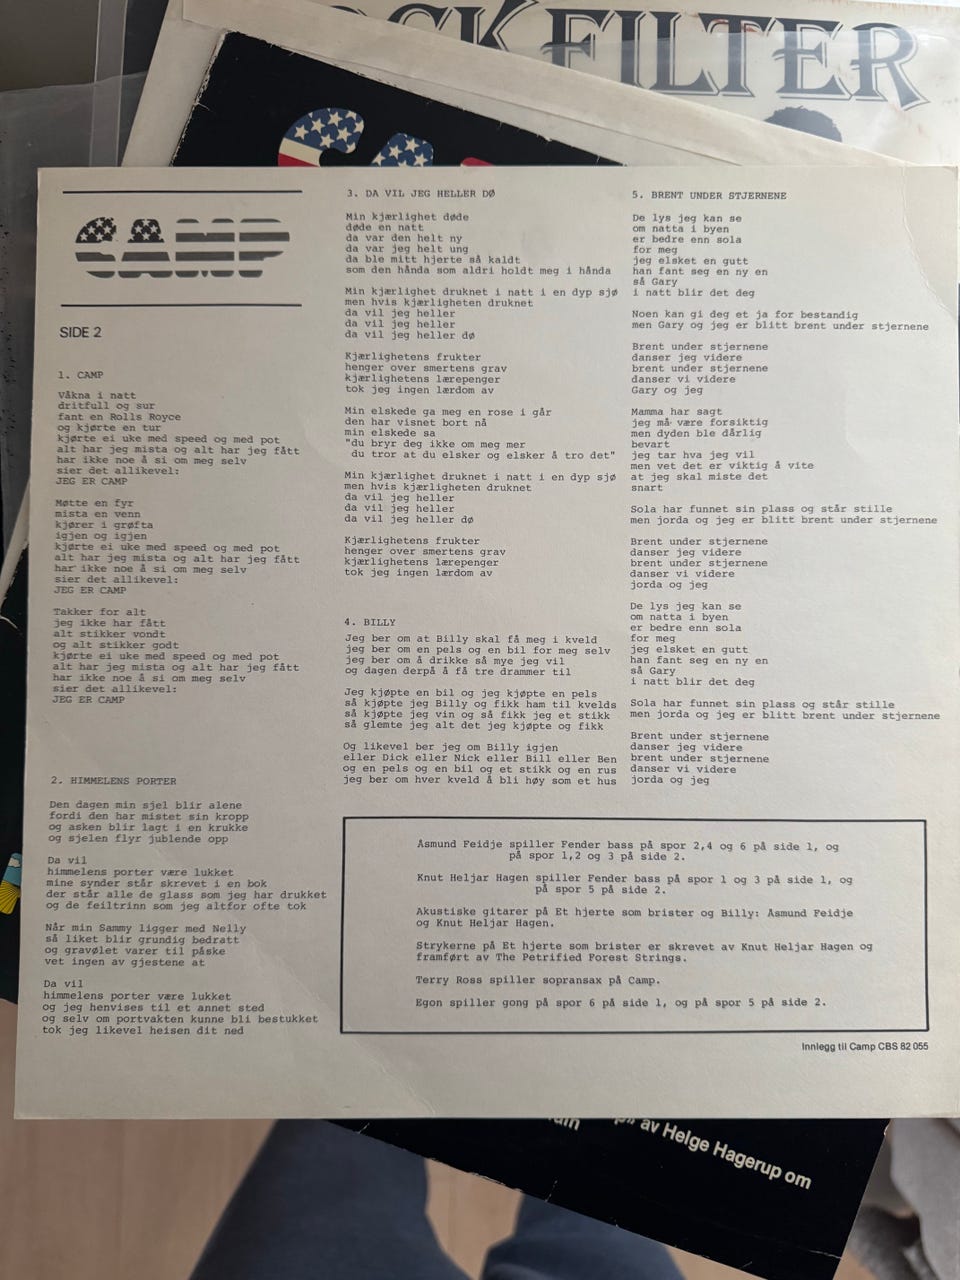 CK FILTER
CAMP
SIDE 2
1. CAMP
Våkna i natt
dritfull og sur
fant en Rolls Royce
og kjørte en tur
kjørte ei uke med speed og med pot
alt har jeg mista og alt har jeg fått
har ikke noe å si om meg selv
sier det allikevel:
JEG ER CAMP
Møtte en fyr
mista en venn
kjører i grøfta
igjen og igjen
kjørte ei uke med speed og med pot
alt har jeg mista og alt har jeg fått
har ikke noe å si om meg selv
sier det allikevel:
JEG ER CAMP
Takker for alt
jeg ikke har fått
alt stikker vondt
og alt stikker godt
kjørte ei uke med speed og med pot
alt har jeg mista og alt har jeg fått
har ikke noe å si om meg selv
sier det allikevel:
JEG ER CAMP
2. HIMMELENS PORTER
Den dagen min sjel blir alene
fordi den har mistet sin kropp
og asken blir lagt i en krukke
og sjelen flyr jublende opp
Da vil
himmelens porter være lukket
mine synder står skrevet i en bok
der står alle de glass som jeg har drukket
og de feiltrinn som jeg altfor ofte tok
Når min Sammy ligger med Nelly
så liket blir grundig bedratt
og gravølet varer til påske
vet ingen av gjestene at
Da vil
himmelens porter være lukket
og jeg henvises til et annet sted
og selv om portvakten kunne bli bestukket
tok jeg likevel heisen dit ned
3. DA VIL JEG HELLER DØ
Min kjærlighet døde
døde en natt
da var den helt ny
da var jeg helt ung
da ble mitt hjerte så kaldt
som den hånda som aldri holdt meg i hånda
Min kjærlighet druknet i natt i en dyp sjø
men hvis kjærligheten druknet
da vil jeg heller
da vil jeg heller
da vil jeg heller dø
Kjærlighetens frukter
henger over smertens grav
kjærlighetens lærepenger
tok jeg ingen lærdom av
Min elskede ga meg en rose i går
den har visnet bort nå
min elskede sa
"du bryr deg ikke om meg mer
du tror at du elsker og elsker å tro det"
Min kjærlighet druknet i natt i en dyp sjø
men hvis kjærligheten druknet
da vil jeg heller
da vil jeg heller
da vil jeg heller dø
Kjærlighetens frukter
henger over smertens grav
kjærlighetens lærepenger
tok jeg ingen lærdom av
4. BILLY
Jeg ber om at Billy skal få meg i kveld
jeg ber om en pels og en bil for meg selv
jeg ber om å drikke så mye jeg vil
og dagen derpå å få tre drammer til
Jeg kjøpte en bil og jeg kjøpte en pels
så kjøpte jeg Billy og fikk ham til kvelds
så kjøpte jeg vin og så fikk jeg et stikk
så glemte jeg alt det jeg kjøpte og fikk
Og likevel ber jeg om Billy igjen
eller Dick eller Nick eller Bill eller Ben
og en pels og en bil og et stikk og en rus
jeg ber om hver kveld å bli høy som et hus
5. BRENT UNDER STJERNENE
De lys jeg kan se
om natta i byen
er bedre enn sola
for meg
jeg elsket en gutt
han fant seg en ny en
så Gary
i natt blir det deg
Noen kan gi deg et ja for bestandig
men Gary og jeg er blitt brent under stjernene
Brent under stjernene
danser jeg videre
brent under stjernene
danser vi videre
Gary og jeg
Mamma har sagt
jeg må være forsiktig
men dyden ble dårlig
bevart
jeg tar hva jeg vil
men vet det er viktig å vite
at jeg skal miste det
snart
Sola har funnet sin plass og står stille
men jorda og jeg er blitt brent under stjernene
Brent under stjernene
danser jeg videre
brent under stjernene
danser vi videre
jorda og jeg
De lys jeg kan se
om natta i byen
er bedre enn sola
for meg
jeg elsket en gutt
han fant seg en ny en
så Gary
i natt blir det deg
Sola har funnet sin plass og står stille
men jorda og jeg er blitt brent under stjernene
Brent under stjernene
danser jeg videre
brent under stjernene
danser vi videre
jorda og jeg
Asmund Feidje spiller Fender bass på spor 2,4 og 6 på side 1, og
på spor 1,2 og 3 på side 2.
Knut Heljar Hagen spiller Fender bass på spor 1 og 3 på side 1, og
på spor 5 på side 2.
Akustiske gitarer på Et hjerte som brister og Billy: Asmund Feidje
og Knut Heljar Hagen.
Strykerne på Et hjerte som brister er skrevet av Knut Heljar Hagen og
framført av The Petrified Forest Strings.
Terry Ross spiller sopransax på Camp.
Egon spiller gong på spor 6 på side 1, og på spor 5 på side 2.
Innlegg til Camp CBS 82 055
av Helge Hagerup om